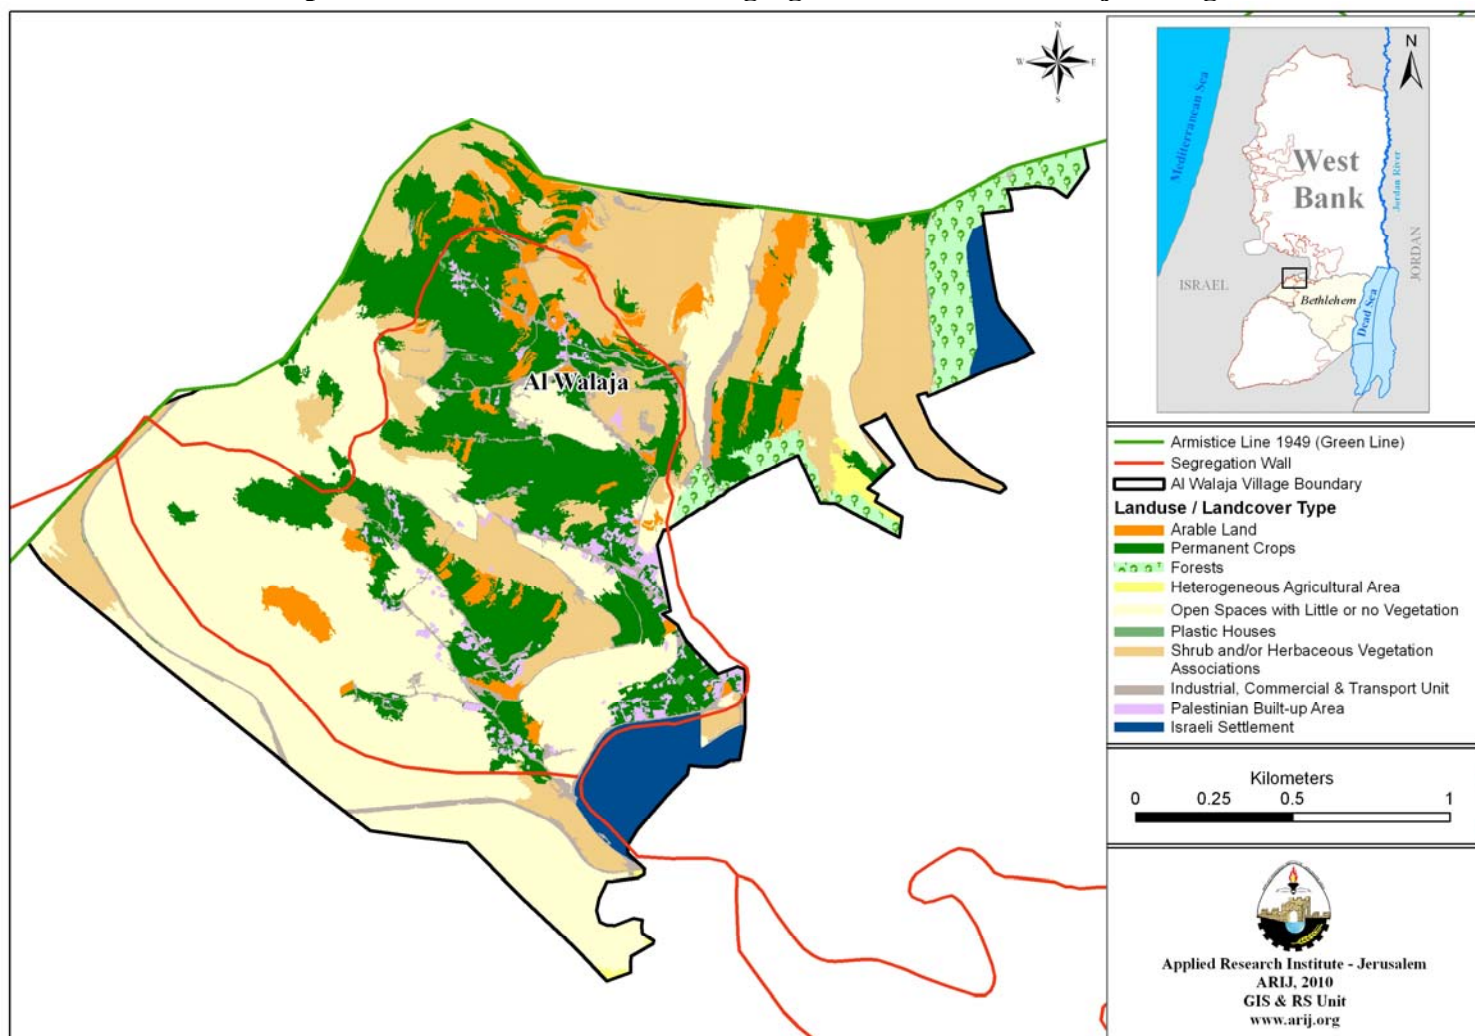 N
W
E
S
Al Walaja
N
Mediterranean Sea
West
Bank
Jordan River
JORDAN
ISRAEL
Bethlehem
Dead Sea
Armistice Line 1949 (Green Line)
Segregation Wall
Al Walaja Village Boundary
Landuse / Landcover Type
Arable Land
Permanent Crops
Forests
Heterogeneous Agricultural Area
Open Spaces with Little or no Vegetation
Plastic Houses
Shrub and/or Herbaceous Vegetation
Associations
Industrial, Commercial & Transport Unit
Palestinian Built-up Area
Israeli Settlement
Kilometers
0 0.25 0.5 1
Applied Research Institute - Jerusalem
ARIJ, 2010
GIS & RS Unit
www.arij.org